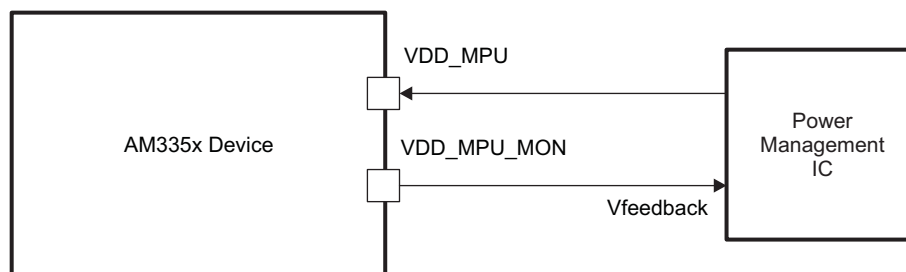 VDD_MPU
AM335x Device
VDD_MPU_MON
Vfeedback
Power
Management
IC